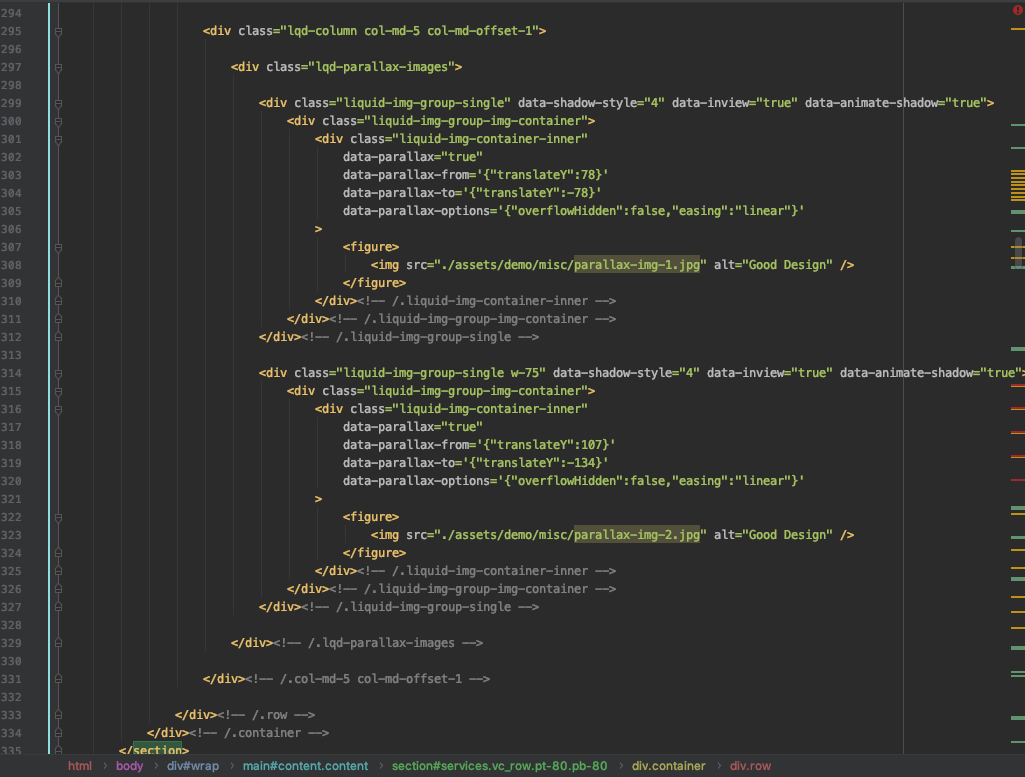 294
295 <div class="lqd-column col-md-5 col-md-offset-1">
296
297 <div class="lqd-parallax-images">
298
299 <div class="liquid-img-group-single" data-shadow-style="4" data-inview="true" data-animate-shadow="true">
300 <div class="liquid-img-group-img-container">
301 <div class="liquid-img-container-inner"
302 data-parallax="true"
303 data-parallax-from='{"translateY":78}'
304 data-parallax-to='{"translateY":-78}'
305 data-parallax-options='{"overflowHidden":false,"easing":"linear"}'
306 >
307 <figure>
308 <img src="./assets/demo/misc/parallax-img-1.jpg" alt="Good Design" />
309 </figure>
310 </div><!-- /.liquid-img-container-inner -->
311 </div><!-- /.liquid-img-group-img-container -->
312 </div><!-- /.liquid-img-group-single -->
313
314 <div class="liquid-img-group-single w-75" data-shadow-style="4" data-inview="true" data-animate-shadow="true">
315 <div class="liquid-img-group-img-container">
316 <div class="liquid-img-container-inner"
317 data-parallax="true"
318 data-parallax-from='{"translateY":107}'
319 data-parallax-to='{"translateY":-134}'
320 data-parallax-options='{"overflowHidden":false,"easing":"linear"}'
321 >
322 <figure>
323 <img src="./assets/demo/misc/parallax-img-2.jpg" alt="Good Design" />
324 </figure>
325 </div><!-- /.liquid-img-container-inner -->
326 </div><!-- /.liquid-img-group-img-container -->
327 </div><!-- /.liquid-img-group-single -->
328
329 </div><!-- /.lqd-parallax-images -->
330
331 </div><!-- /.col-md-5 col-md-offset-1 -->
332
333 </div><!-- /.row -->
334 </div><!-- /.container -->
335 </section>
html › body › div#wrap › main#content.content › section#services.vc_row.pt-80.pb-80 › div.container › div.row